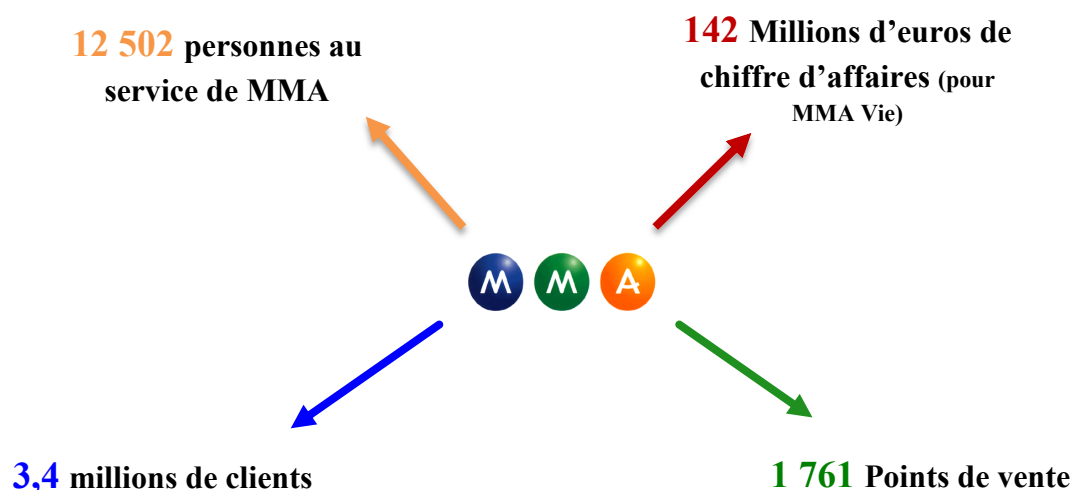 12 502 personnes au
service de MMA
142 Millions d’euros de
chiffre d’affaires (pour
MMA Vie)
M M A
3,4 millions de clients
1 761 Points de vente